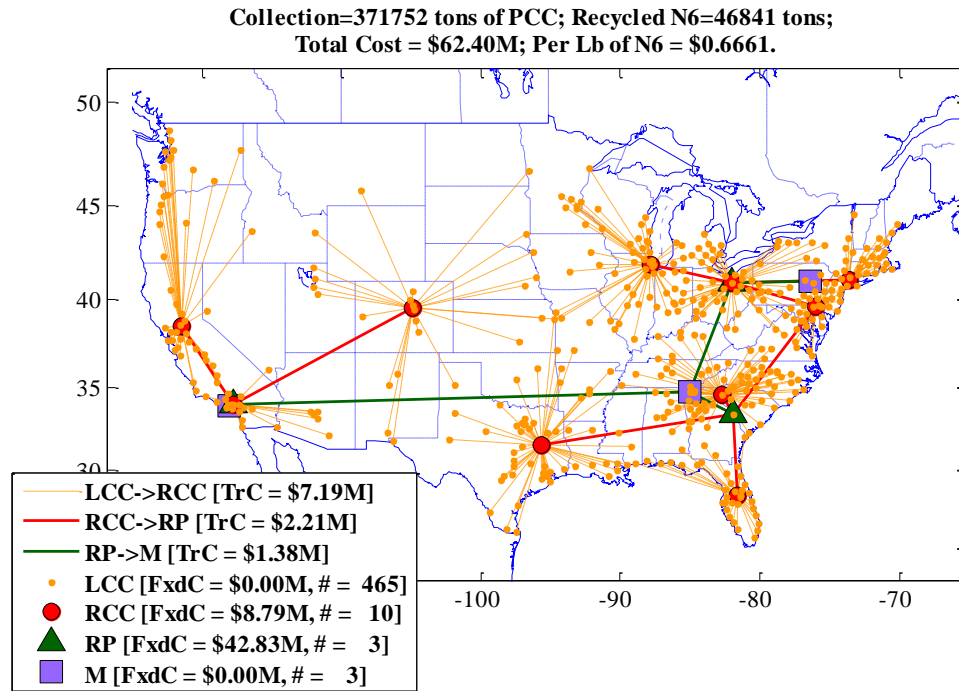 Collection=371752 tons of PCC; Recycled N6=46841 tons;
Total Cost = $62.40M; Per Lb of N6 = $0.6661.
50
45
40
35
30
LCC->RCC [TrC = $7.19M]
RCC->RP [TrC = $2.21M]
RP->M [TrC = $1.38M]
LCC [FxdC = $0.00M, # = 465]
RCC [FxdC = $8.79M, # = 10]
RP [FxdC = $42.83M, # = 3]
M [FxdC = $0.00M, # = 3]
-100 -90 -80 -70